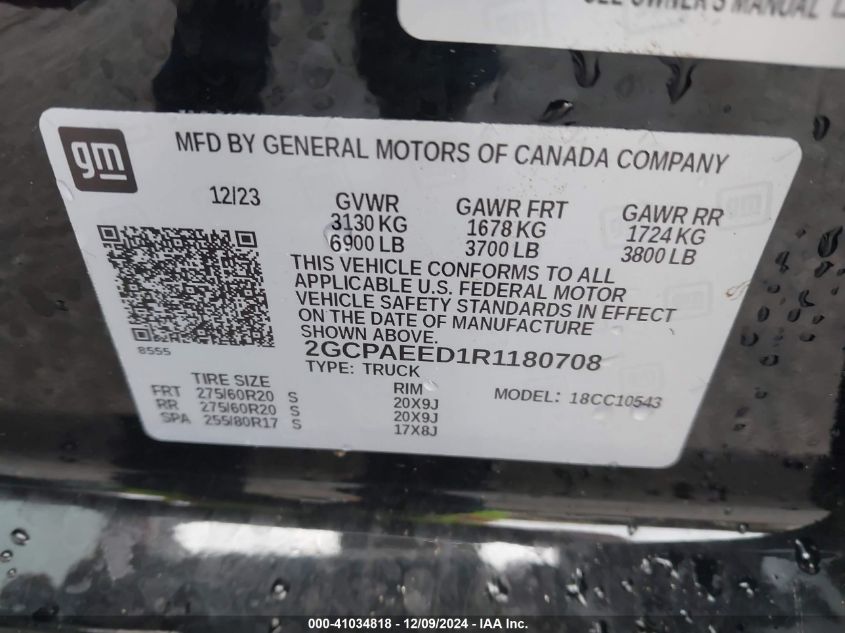 SEE OWNER'S MANUAL
gm
MFD BY GENERAL MOTORS OF CANADA COMPANY
12/23
GVWR
3130 KG
6900 LB
GAWR FRT
1678 KG
3700 LB
GAWR RR
1724 KG
3800 LB
THIS VEHICLE CONFORMS TO ALL
APPLICABLE U.S. FEDERAL MOTOR
VEHICLE SAFETY STANDARDS IN EFFECT
ON THE DATE OF MANUFACTURE
SHOWN ABOVE.
8555
2GCPAEED1R1180708
TYPE: TRUCK
MODEL: 18CC10543
TIRE SIZE
RIM
FRT 275/60R20 S 20X9J
RR 275/60R20 S 20X9J
SPA 255/80R17 S 17X8J
000-41034818 - 12/09/2024 - IAA Inc.